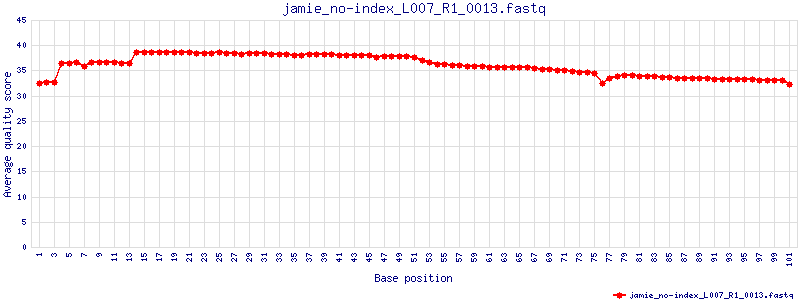 jamie_no-index_L007_R1_0013.fastq
Average quality score
45
40
35
30
25
20
15
10
5
0
1 3 5 7 9 11 13 15 17 19 21 23 25 27 29 31 33 35 37 39 41 43 45 47 49 51 53 55 57 59 61 63 65 67 69 71 73 75 77 79 81 83 85 87 89 91 93 95 97 99 101
Base position
jamie_no-index_L007_R1_0013.fastq